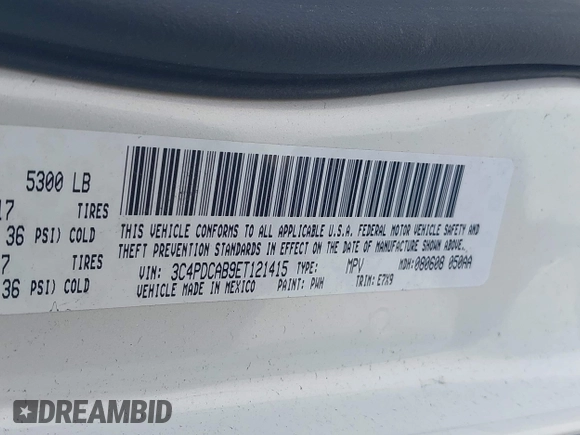 5300 LB
17 TIRES
36 PSI) COLD
7 TIRES
36 PSI) COLD
THIS VEHICLE CONFORMS TO ALL APPLICABLE U.S.A. FEDERAL MOTOR VEHICLE SAFETY AND
THEFT PREVENTION STANDARDS IN EFFECT ON THE DATE OF MANUFACTURE SHOWN ABOVE.
VIN: 3C4PDCAB9ET121415 TYPE: MPV MDH: 080608 050AA
VEHICLE MADE IN MEXICO PAINT: PWH TRIM: E7X9
DREAMBID